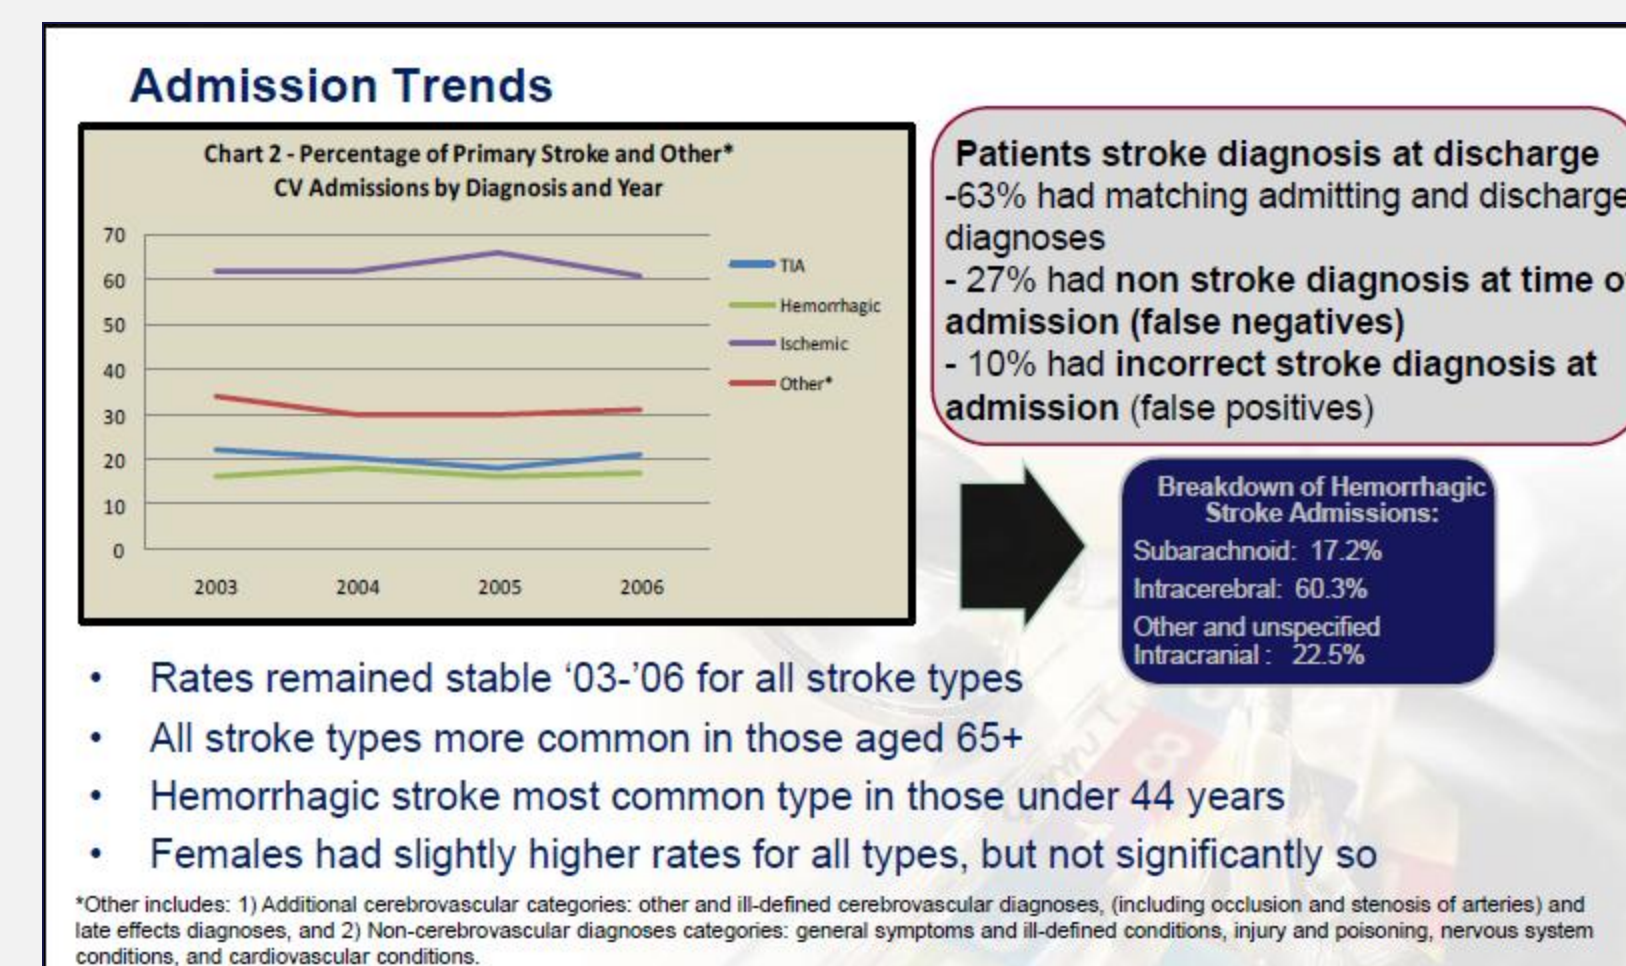 Admission Trends
Chart 2 - Percentage of Primary Stroke and Other*
CV Admissions by Diagnosis and Year
70
60
50
40
30
20
10
0
2003 2004 2005 2006
TIA
Hemorrhagic
Ischemic
Other*
Patients stroke diagnosis at discharge
-63% had matching admitting and discharge
diagnoses
- 27% had non stroke diagnosis at time
admission (false negatives)
- 10% had incorrect stroke diagnosis at
admission (false positives)
Breakdown of Hemorrhagic
Stroke Admissions:
Subarachnoid: 17.2%
Intracerebral: 60.3%
Other and unspecified
Intracranial : 22.5%
• Rates remained stable ‘03-’06 for all stroke types
• All stroke types more common in those aged 65+
• Hemorrhagic stroke most common type in those under 44 years
• Females had slightly higher rates for all types, but not significantly so
*Other includes: 1) Additional cerebrovascular categories: other and ill-defined cerebrovascular diagnoses, (including occlusion and stenosis of arteries) and
late effects diagnoses, and 2) Non-cerebrovascular diagnoses categories: general symptoms and ill-defined conditions, injury and poisoning, nervous system
conditions, and cardiovascular conditions.